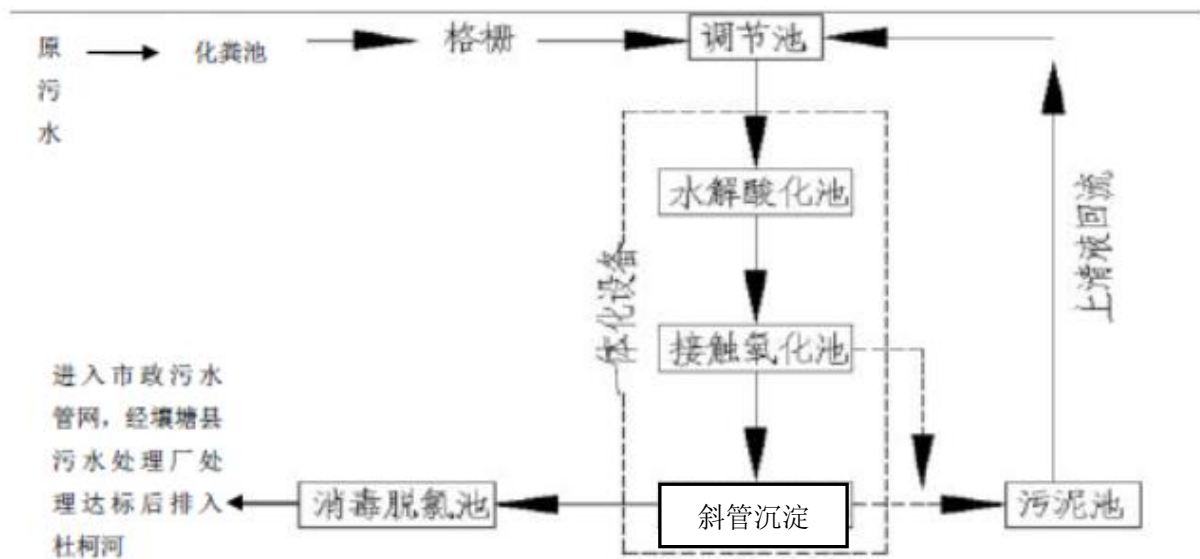 原
污
水
化粪池
格栅
调节池
水解酸化池
一体化设备
接触氧化池
上清液回流
斜管沉淀
污泥池
消毒脱氯池
进入市政污水
管网，经壤塘县
污水处理厂处
理达标后排入
杜柯河